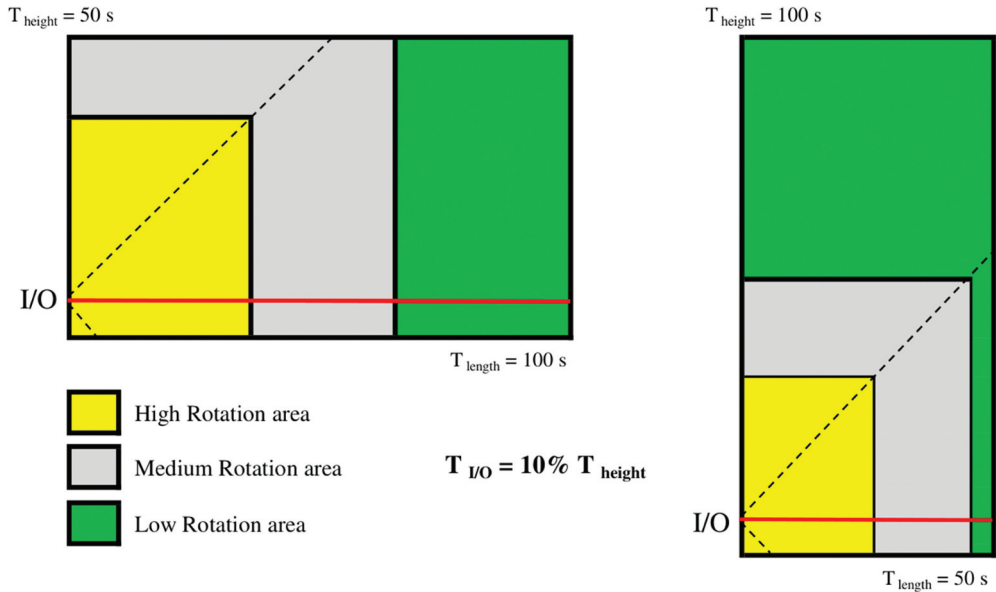 T height = 50 s
T height = 100 s
I/O
T length = 100 s
High Rotation area
Medium Rotation area
T I/O = 10% T height
Low Rotation area
I/O
T length = 50 s